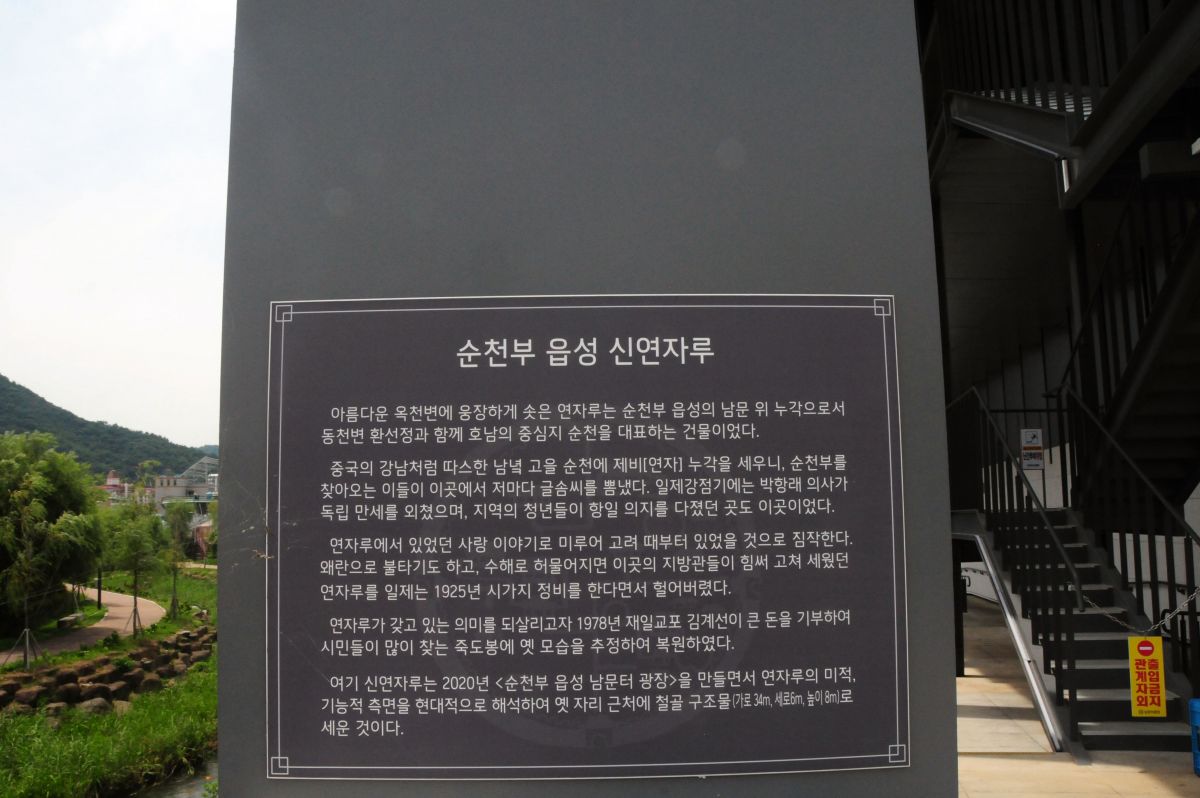 순천부 읍성 신연자루
아름다운 옥천변에 웅장하게 솟은 연자루는 순천부 읍성의 남문 위 누각으로서
동천변 환선정과 함께 호남의 중심지 순천을 대표하는 건물이었다.
중국의 강남처럼 따스한 남녘 고을 순천에 제비[연자] 누각을 세우니, 순천부를
찾아오는 이들이 이곳에서 저마다 글솜씨를 뽐냈다. 일제강점기에는 박항래 의사가
독립 만세를 외쳤으며, 지역의 청년들이 항일 의지를 다졌던 곳도 이곳이었다.
연자루에서 있었던 사랑 이야기로 미루어 고려 때부터 있었을 것으로 짐작한다.
왜란으로 불타기도 하고, 수해로 허물어지면 이곳의 지방관들이 힘써 고쳐 세웠던
연자루를 일제는 1925년 시가지 정비를 한다면서 헐어버렸다.
연자루가 갖고 있는 의미를 되살리고자 1978년 재일교포 김계선이 큰 돈을 기부하여
시민들이 많이 찾는 죽도봉에 옛 모습을 추정하여 복원하였다.
여기 신연자루는 2020년 <순천부 읍성 남문터 광장>을 만들면서 연자루의 미적,
기능적 측면을 현대적으로 해석하여 옛 자리 근처에 철골 구조물(가로 34m, 세로6m, 높이 8m)로
세운 것이다.
관계자외
출입금지